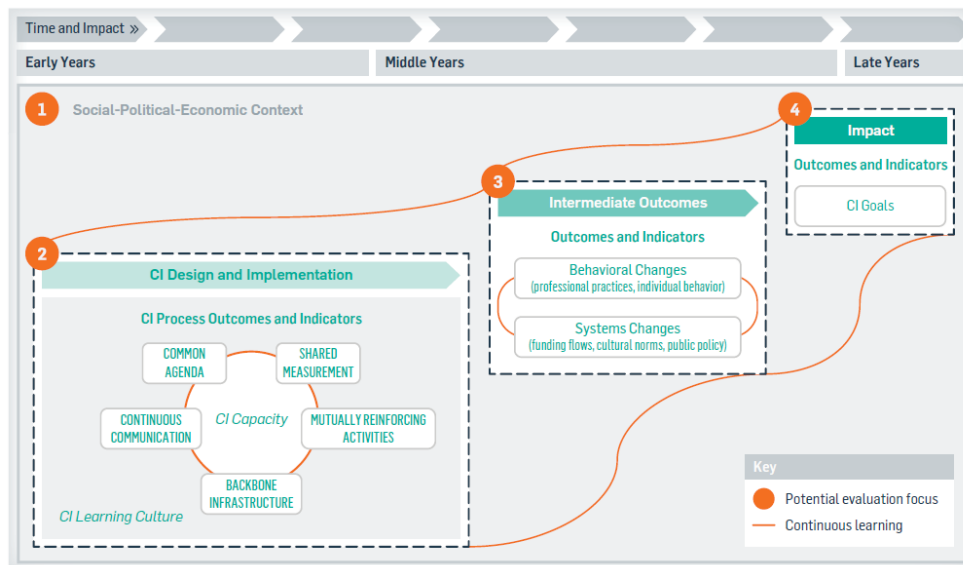 Time and Impact »
Early Years
Middle Years
Late Years
1
Social-Political-Economic Context
4
Impact
Outcomes and Indicators
CI Goals
3
Intermediate Outcomes
Outcomes and Indicators
Behavioral Changes
(professional practices, individual behavior)
Systems Changes
(funding flows, cultural norms, public policy)
2
CI Design and Implementation
CI Process Outcomes and Indicators
COMMON
AGENDA
SHARED
MEASUREMENT
CONTINUOUS
COMMUNICATION
CI Capacity
MUTUALLY REINFORCING
ACTIVITIES
BACKBONE
INFRASTRUCTURE
CI Learning Culture
Key
Potential evaluation focus
Continuous learning